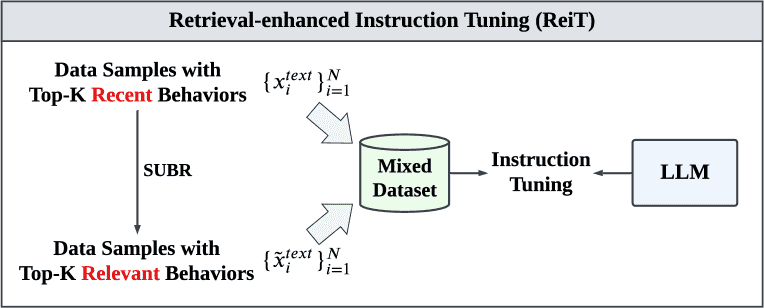 Retrieval-enhanced Instruction Tuning (ReiT)
Data Samples with
Top-K Recent Behaviors
$\{x_i^{text}\}_{i=1}^N$
SUBR
Data Samples with
Top-K Relevant Behaviors
$\{\tilde{x}_i^{text}\}_{i=1}^N$
Mixed
Dataset
Instruction
Tuning
LLM